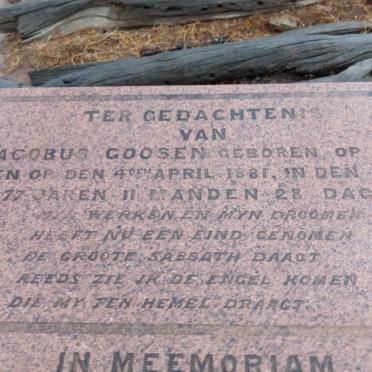 TER GEDACHTENIS
VAN
ACOBUS GOOSEN GEBOREN OP
EN OP DEN 4DEN APRIL 1881, IN DEN
77 JAREN 11 MANDEN 28 DAG
WERKEN EN MYN DROOMEN
HEEFT NU EEN EIND GENOMEN
DE GROOTE SABBATH DAAGT
REEDS ZIE IK DE ENGEL KOMEN
DIE MY TEN HEMEL DRAAGT
IN MEEMORIAM